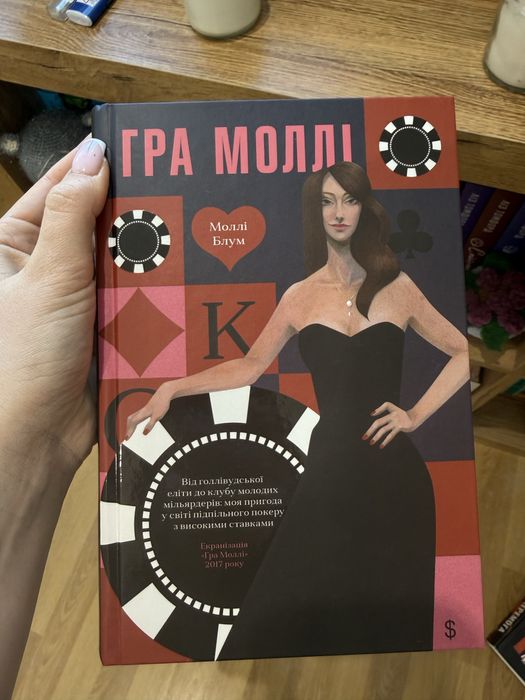 ГРА МОЛЛІ
Моллі
Блум
K
Від голлівудської
еліти до клубу молодих
мільярдерів: моя пригода
у світі підпільного покеру
з високими ставками
Екранізація
«Гра Моллі»
2017 року
$